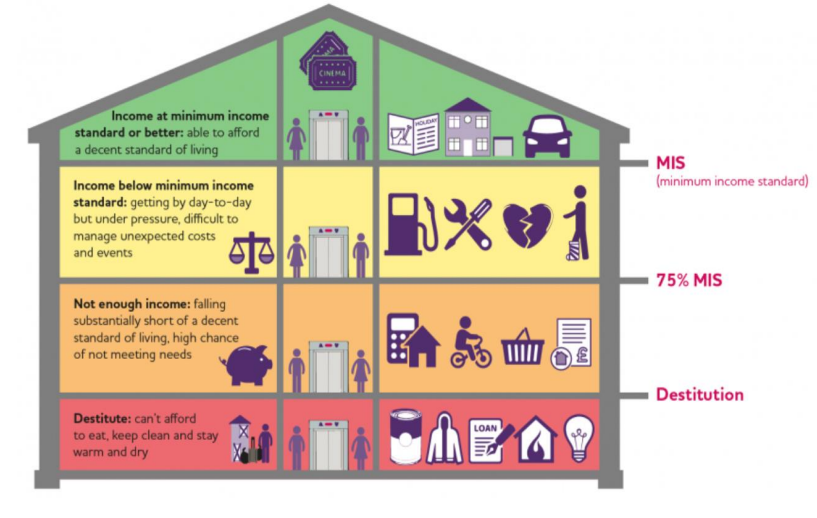 CINEMA
Income at minimum income
standard or better: able to afford
a decent standard of living
HOLIDAY
MIS
(minimum income standard)
Income below minimum income
standard: getting by day-to-day
but under pressure, difficult to
manage unexpected costs
and events
75% MIS
Not enough income: falling
substantially short of a decent
standard of living, high chance
of not meeting needs
£
Destitution
Destitute: can't afford
to eat, keep clean and stay
warm and dry
LOAN